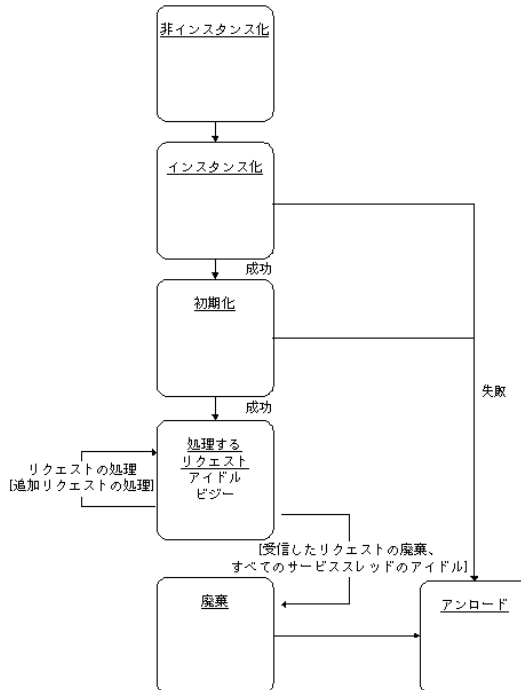 非インスタンス化
インスタンス化
成功
初期化
失敗
成功
処理する
リクエスト
アイドル
ビジー
リクエストの処理
[追加リクエストの処理]
[受信したリクエストの廃棄、
すべてのサービススレッドのアイドル]
廃棄
アンロード